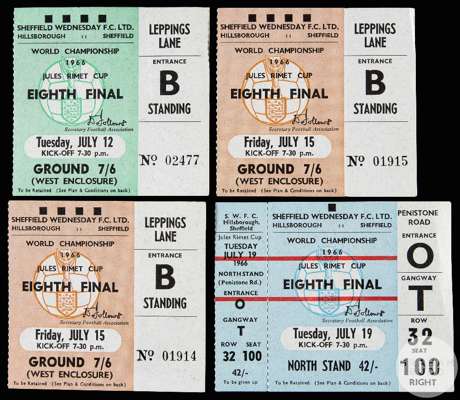 SHEFFIELD WEDNESDAY F.C. LTD.
HILLSBOROUGH SHEFFIELD
WORLD CHAMPIONSHIP
1966
JULES RIMET CUP
EIGHTH FINAL
Secretary Football Association
Tuesday, JULY 12
KICK-OFF 7-30 p.m.
GROUND 7/6
(WEST ENCLOSURE)
To be Retained (See Plan & Conditions on back)
LEPPINGS
LANE
ENTRANCE
B
STANDING
No 02477
SHEFFIELD WEDNESDAY F.C. LTD.
HILLSBOROUGH SHEFFIELD
WORLD CHAMPIONSHIP
1966
JULES RIMET CUP
EIGHTH FINAL
Secretary Football Association
Friday, JULY 15
KICK-OFF 7-30 p.m.
GROUND 7/6
(WEST ENCLOSURE)
To be Retained (See Plan & Conditions on back)
LEPPINGS
LANE
ENTRANCE
B
STANDING
No 01915
SHEFFIELD WEDNESDAY F.C. LTD.
HILLSBOROUGH SHEFFIELD
WORLD CHAMPIONSHIP
1966
JULES RIMET CUP
EIGHTH FINAL
Secretary Football Association
Friday, JULY 15
KICK-OFF 7-30 p.m.
GROUND 7/6
(WEST ENCLOSURE)
To be Retained (See Plan & Conditions on back)
LEPPINGS
LANE
ENTRANCE
B
STANDING
No 01914
S. W. F. C.
Hillsborough,
Sheffield
Jules Rimet Cup
TUESDAY
JULY 19
1966
NORTH STAND
(Penistone Rd.)
ENTRANCE
O
GANGWAY
T
ROW SEAT
32 100
42/-
To be given up
SHEFFIELD WEDNESDAY F.C. LTD.
HILLSBOROUGH SHEFFIELD
WORLD CHAMPIONSHIP
1966
JULES RIMET CUP
EIGHTH FINAL
Secretary Football Association
Tuesday, JULY 19
KICK-OFF 7-30 p.m.
NORTH STAND 42/-
To be Retained (See Plan & Conditions on back)
PENISTONE
ROAD
ENTRANCE
O
GANGWAY
T
ROW
32
SEAT
100
RIGHT